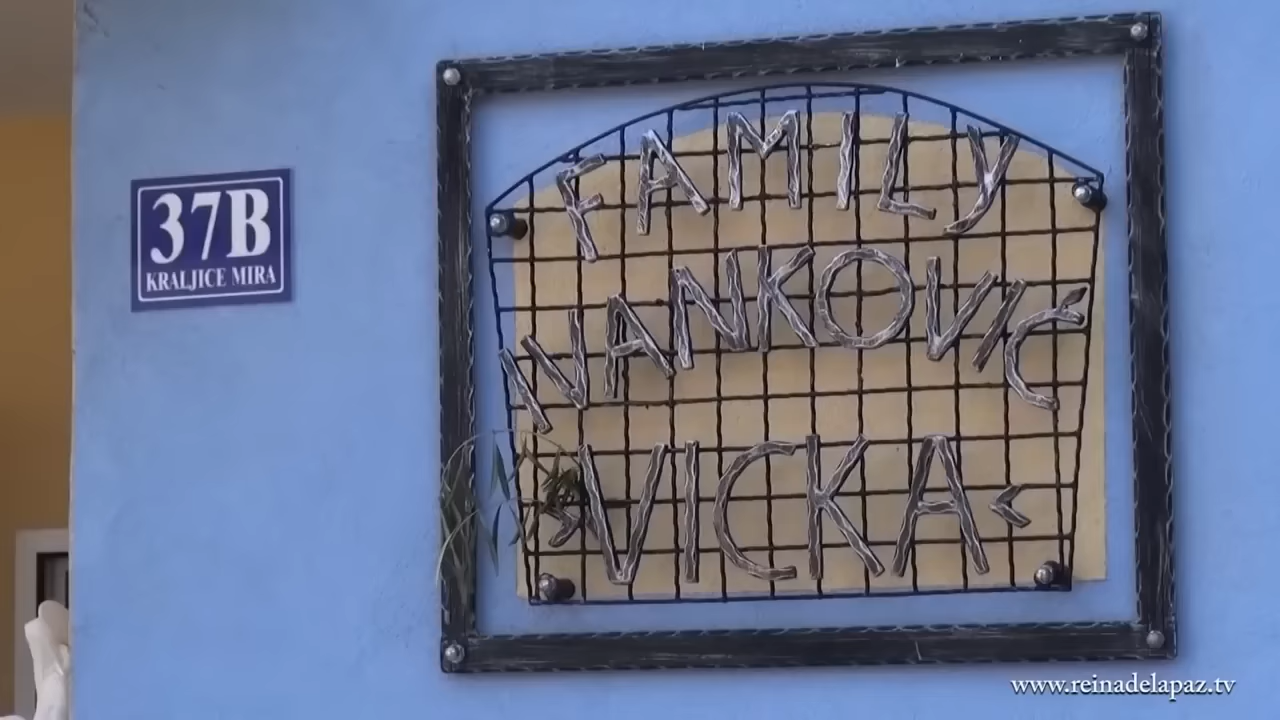 37B
KRALJICE MIRA
FAMILY
IVANKOVIĆ
>VICKA<
www.reinadelapaz.tv